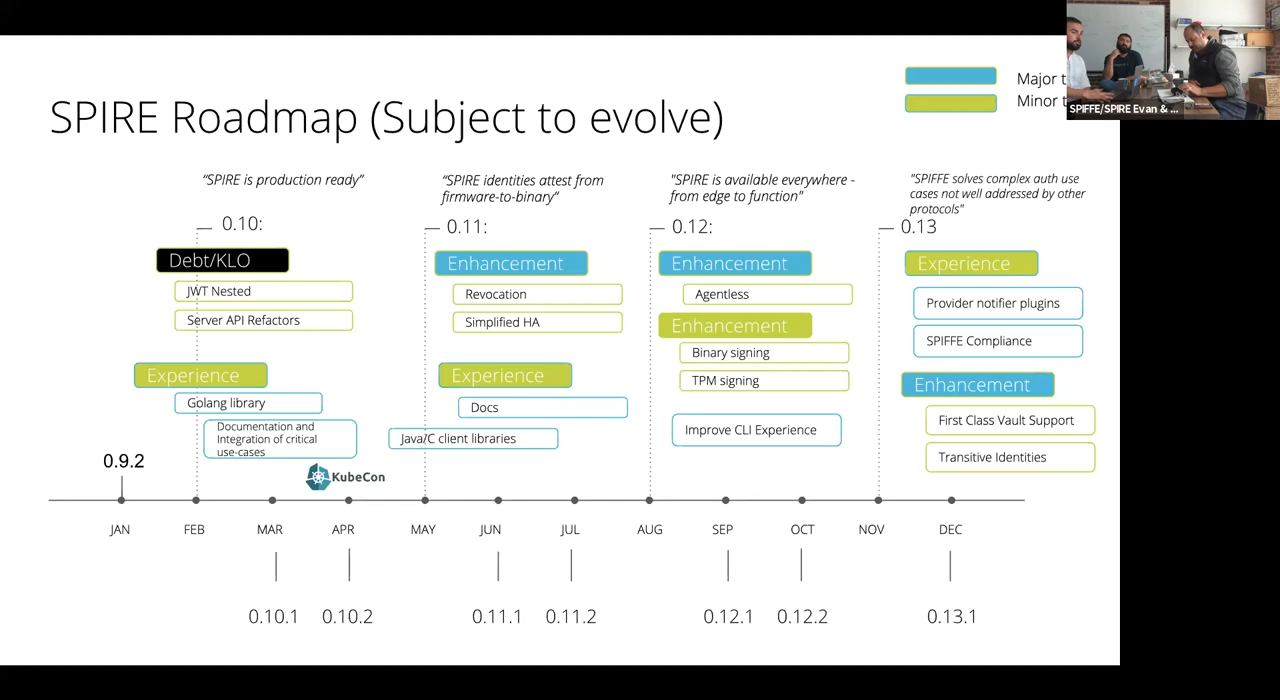 Major t
Minor t
SPIFFE/SPIRE Evan & ...
SPIRE Roadmap (Subject to evolve)
“SPIRE is production ready”
“SPIRE identities attest from
firmware-to-binary“
"SPIRE is available everywhere -
from edge to function"
"SPIFFE solves complex auth use
cases not well addressed by other
protocols"
0.10:
0.11:
0.12:
0.13
Debt/KLO
JWT Nested
Server API Refactors
Experience
Golang library
Documentation and
Integration of critical
use-cases
Enhancement
Revocation
Simplified HA
Experience
Docs
Java/C client libraries
Enhancement
Agentless
Enhancement
Binary signing
TPM signing
Improve CLI Experience
Experience
Provider notifier plugins
SPIFFE Compliance
Enhancement
First Class Vault Support
Transitive Identities
0.9.2
KubeCon
JAN FEB MAR APR MAY JUN JUL AUG SEP OCT NOV DEC
0.10.1 0.10.2 0.11.1 0.11.2 0.12.1 0.12.2 0.13.1